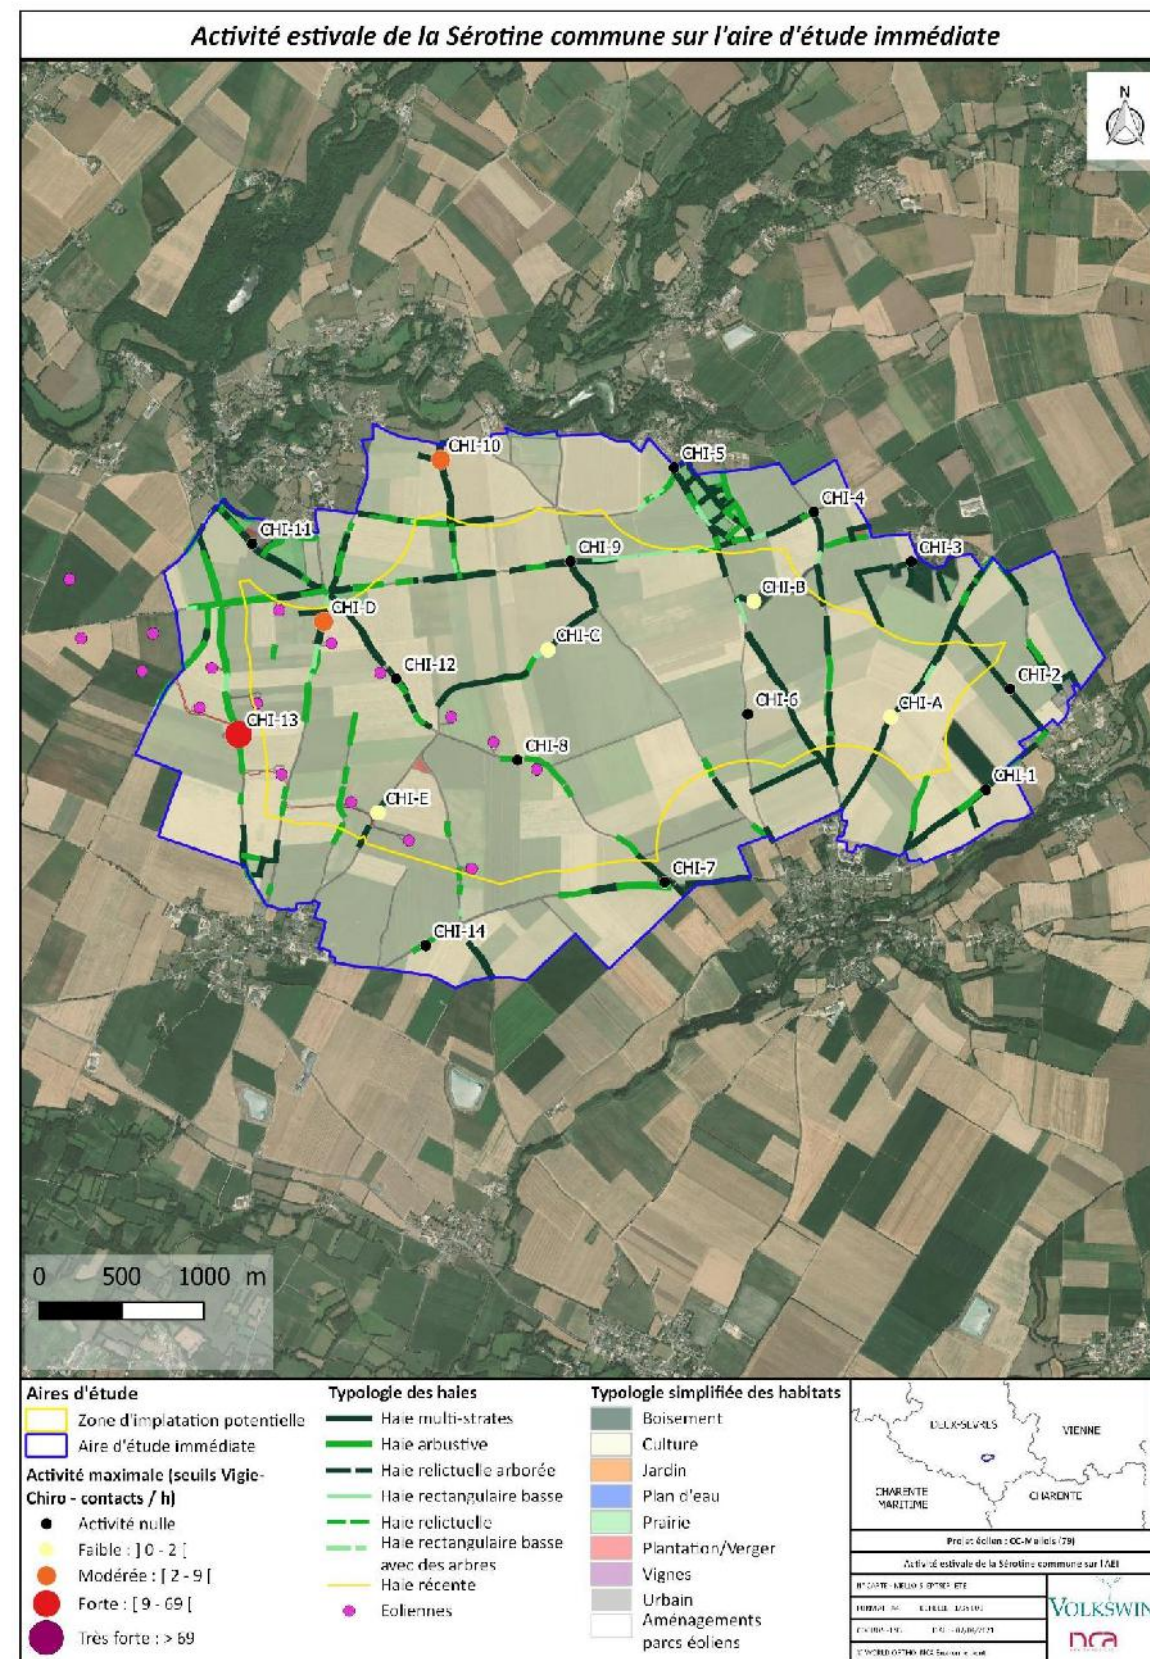 Activité estivale de la Sérotine commune sur l'aire d'étude immédiate
N
CHI-10
CHI-5
CHI-4
CHI-11
CHI-9
CHI-3
CHI-B
CHI-D
CHI-C
CHI-12
CHI-2
CHI-6
CHI-A
CHI-13
CHI-8
CHI-1
CHI-E
CHI-7
CHI-14
0 500 1000 m
Aires d'étude
Zone d'implatation potentielle
Aire d'étude immédiate
Activité maximale (seuils Vigie-
Chiro - contacts / h)
Activité nulle
Faible : ] 0 - 2 [
Modérée : [ 2 - 9 [
Forte : [ 9 - 69 [
Très forte : > 69
Typologie des haies
Haie multi-strates
Haie arbustive
Haie relictuelle arborée
Haie rectangulaire basse
Haie relictuelle
Haie rectangulaire basse
avec des arbres
Haie récente
Eoliennes
Typologie simplifiée des habitats
Boisement
Culture
Jardin
Plan d'eau
Prairie
Plantation/Verger
Vignes
Urbain
Aménagements
parcs éoliens
DEUX-SEVRES
VIENNE
CHARENTE
MARITIME
CHARENTE
Projet éolien : (79)
Activité estivale de la Sérotine commune sur l'AEI
VOLKSWIN
nca